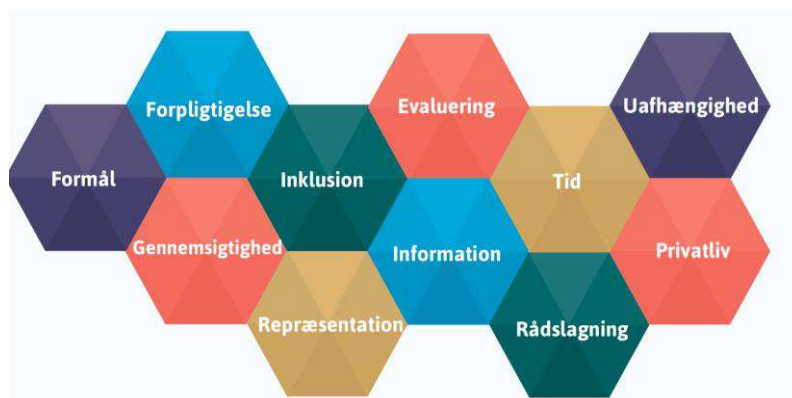 Formål
Forpligtigelse
Gennemsigtighed
Inklusion
Repræsentation
Evaluering
Information
Tid
Rådslagning
Uafhængighed
Privatliv